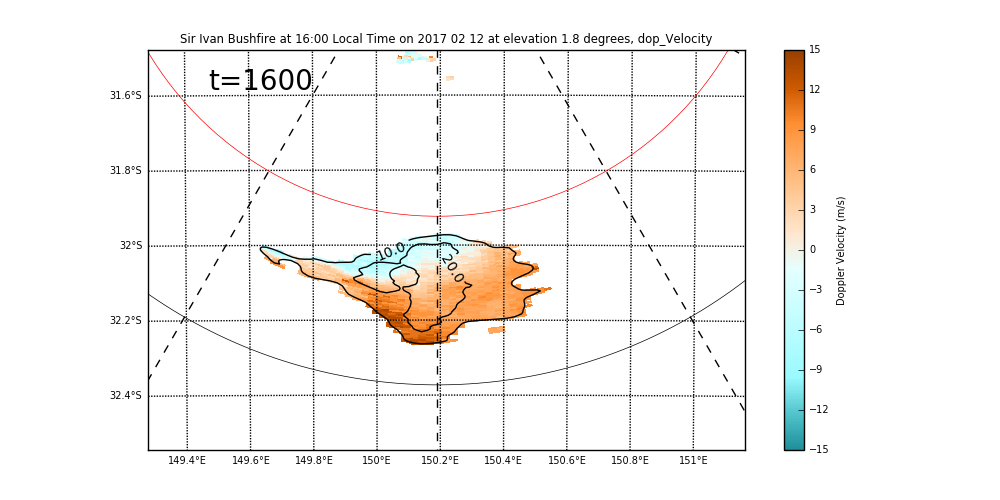 Sir Ivan Bushfire at 16:00 Local Time on 2017 02 12 at elevation 1.8 degrees, dop_Velocity
t=1600
31.6°S
31.8°S
32°S
32.2°S
32.4°S
10.0
20.0
149.4°E 149.6°E 149.8°E 150°E 150.2°E 150.4°E 150.6°E 150.8°E 151°E
15
12
9
6
3
0
−3
−6
−9
−12
−15
Doppler Velocity (m/s)